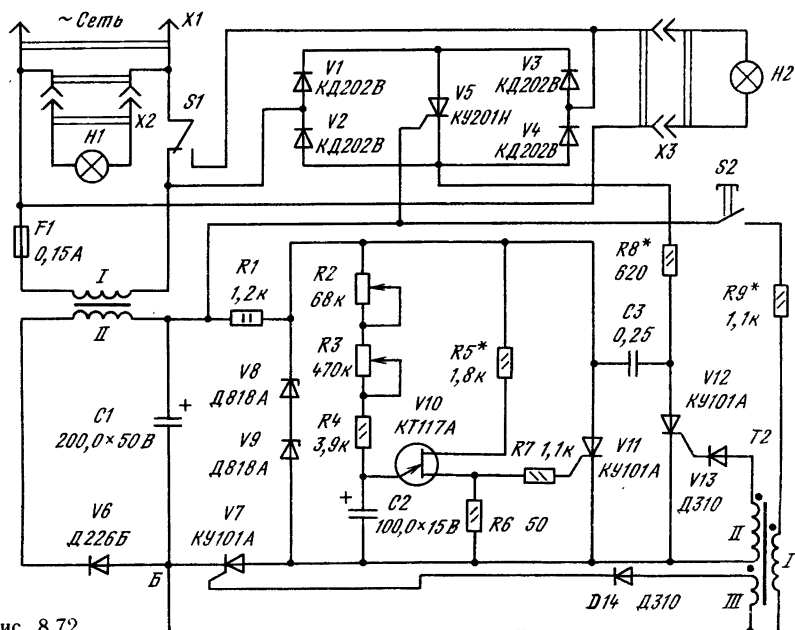 ~ Сеть
X1
S1
X2
H1
V1
КД202В
V2
КД202В
V3
КД202В
V5
КУ201Н
V4
КД202В
H2
X3
S2
F1
0,15А
I
II
R1
1,2к
R2
68к
R3
470к
R4
3,9к
R5*
1,8к
R8*
620
C3
0,25
R9*
1,1к
V8
Д818А
V9
Д818А
V10
КТ117А
V12
КУ101А
T2
C1
200,0×50В
+
R7 1,1к
V11
КУ101А
V13
Д310
+
C2
100,0×15В
R6 50
V6
Д226Б
V7
КУ101А
II
I
Б
D14 Д310
III
ис. 8.72